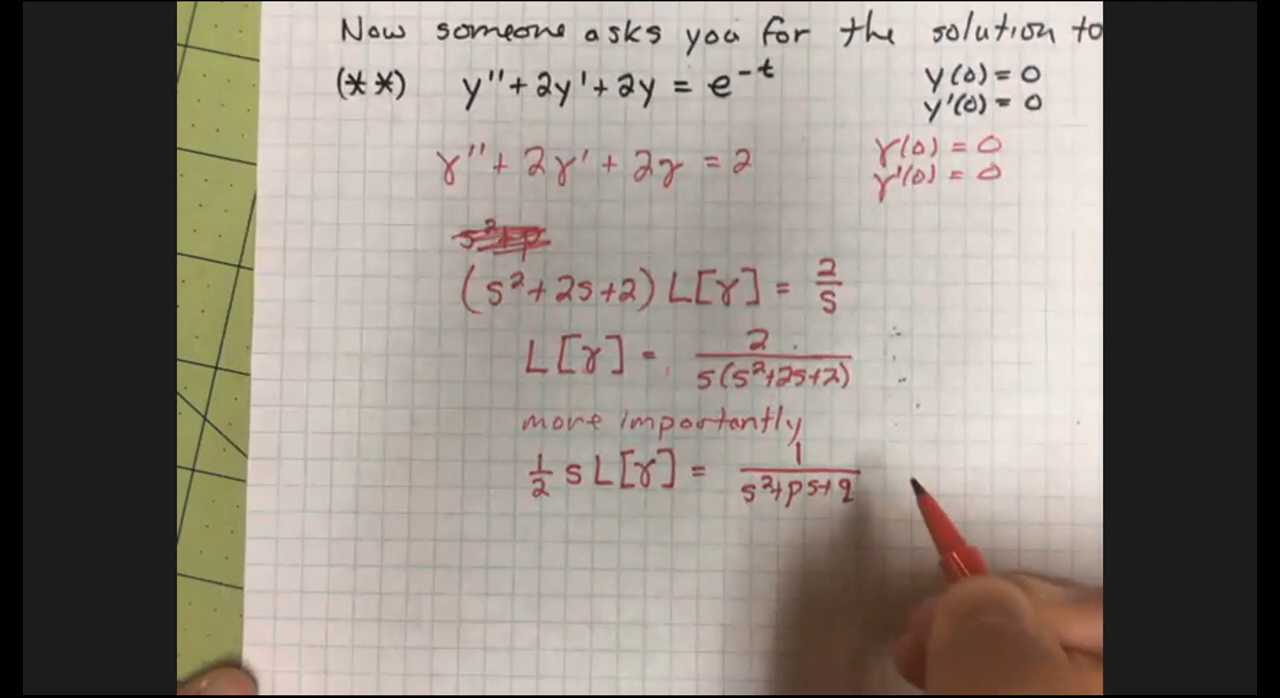 Now someone asks you for the solution to
(**) y'' + 2y' + 2y = e^{-t} y(0) = 0
y'(0) = 0
γ'' + 2γ' + 2γ = 2 γ(0) = 0
γ'(0) = 0
(s²+2s+2) L[γ] = 2/s
L[γ] = 2/(s(s²+2s+2))
more importantly
1/2 s L[γ] = 1/(s²+ps+q)